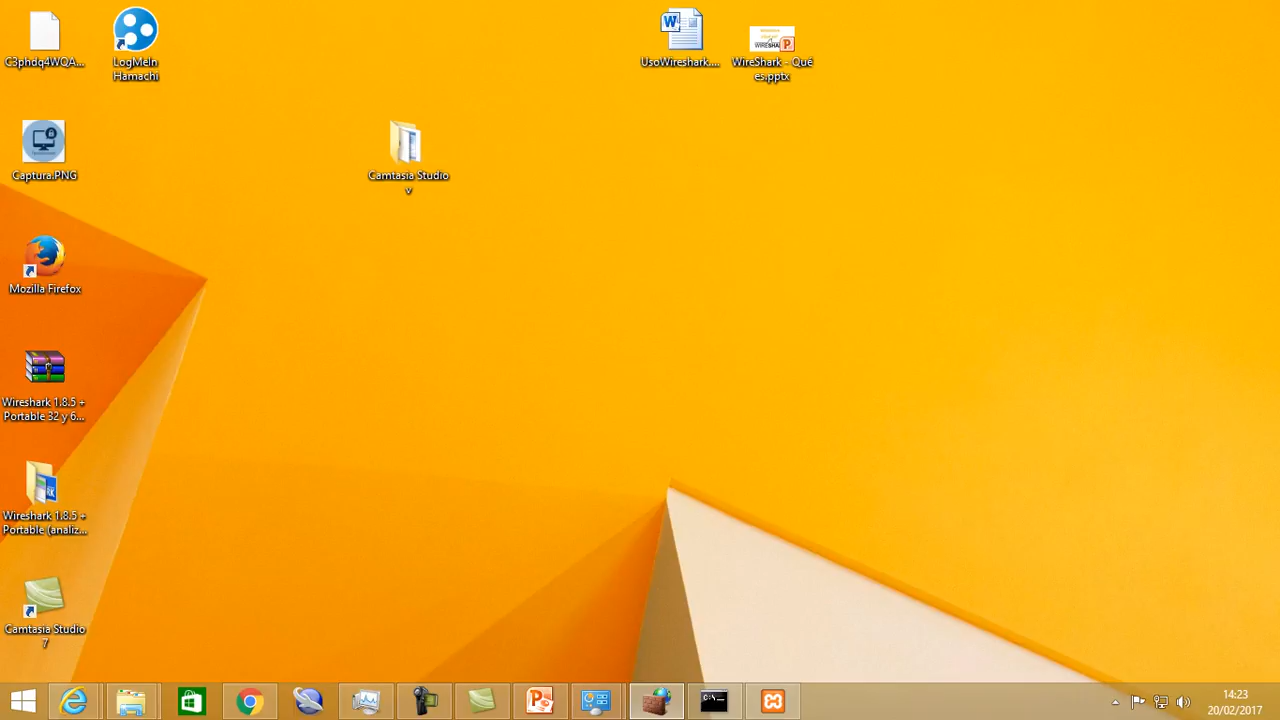 C3phdq4WQA...
LogMeIn
Hamachi
UsoWireshark....
WireShark - Qué
es.pptx
Captura.PNG
Camtasia Studio
v
Mozilla Firefox
Wireshark 1.8.5 +
Portable 32 y 6...
Wireshark 1.8.5 +
Portable (analiz...
Camtasia Studio
7
14:23
20/02/2017